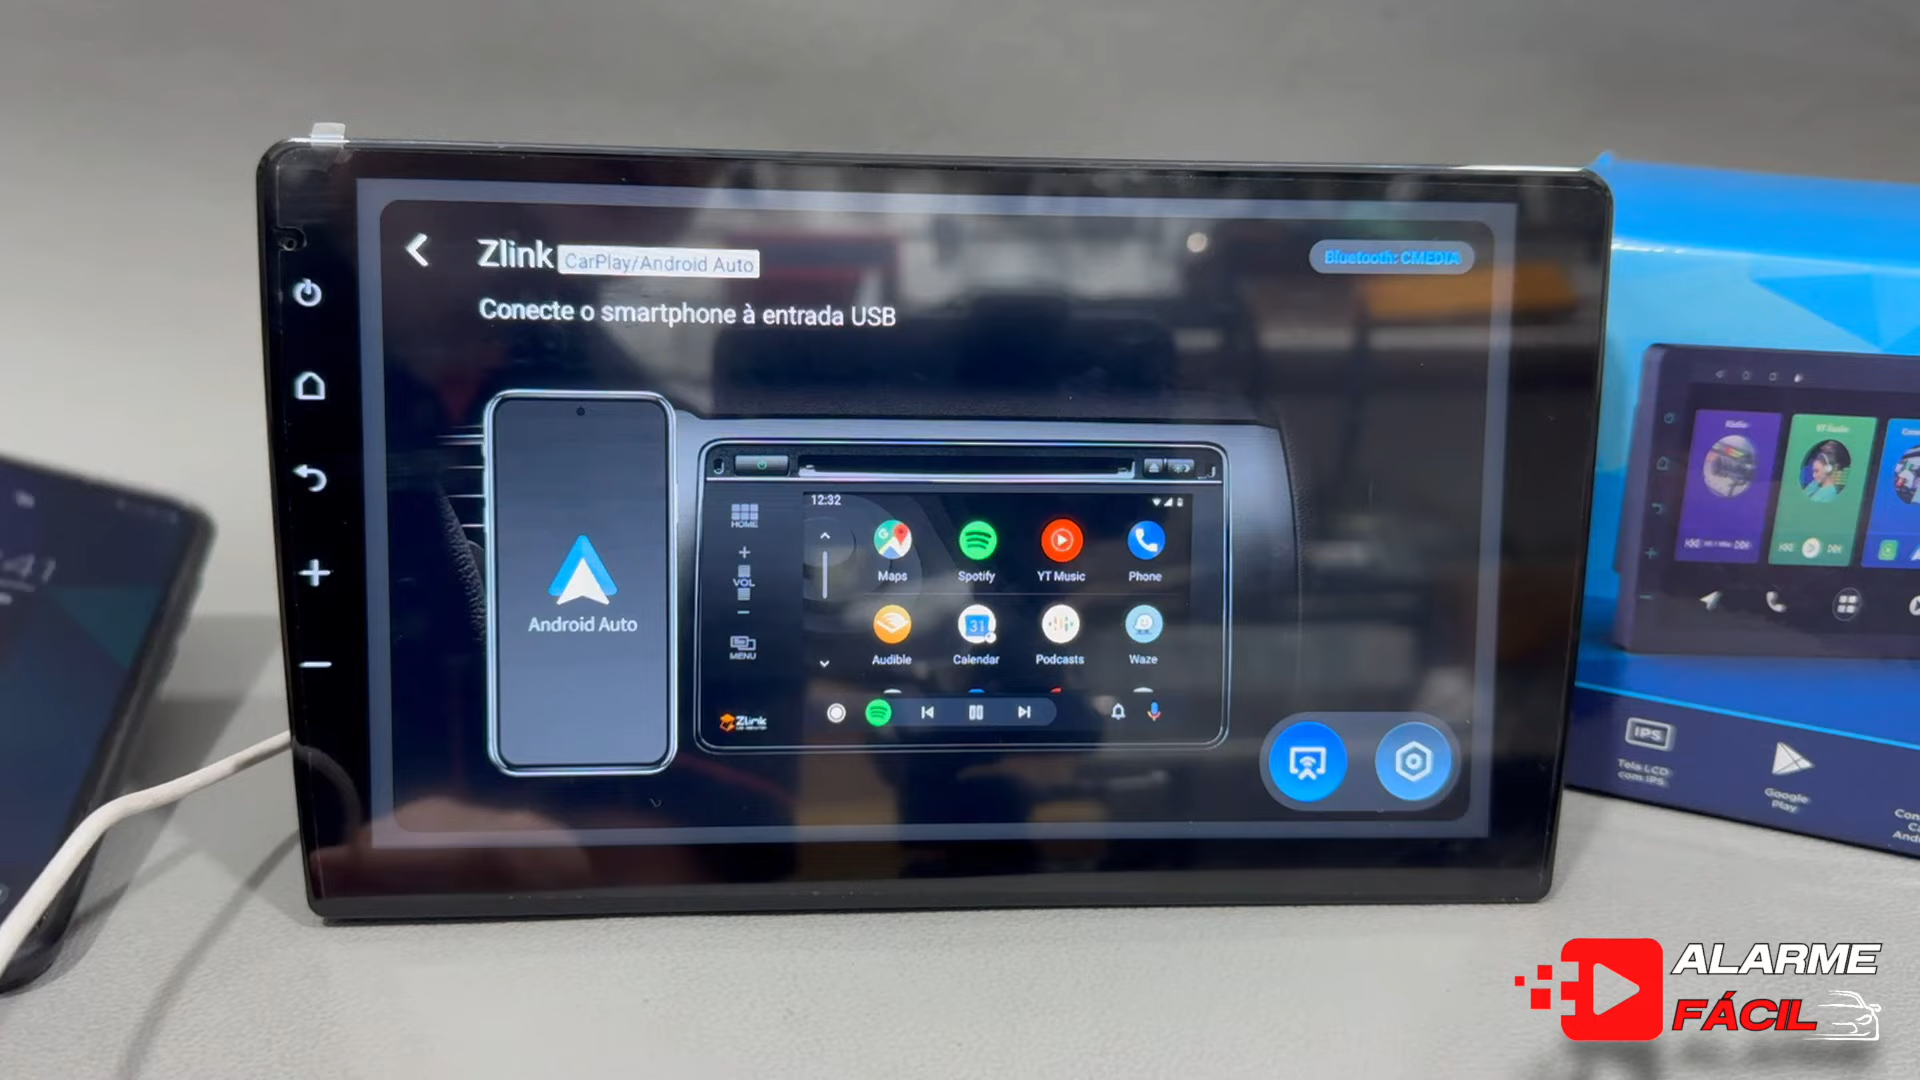 Zlink CarPlay/Android Auto
Bluetooth: CMEDIA
Conecte o smartphone à entrada USB
Android Auto
HOME
VOL
MENU
Zlink
12:32
Maps Spotify YT Music Phone
31
Audible Calendar Podcasts Waze
IPS
Tela LCD
com IPS
Google
Play
ALARME
FÁCIL